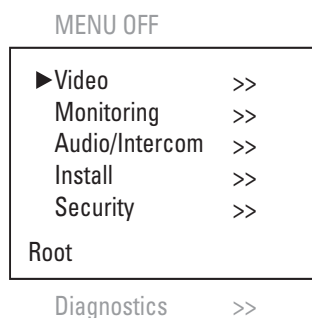 MENU OFF
▶Video >>
Monitoring >>
Audio/Intercom >>
Install >>
Security >>
Root
Diagnostics >>